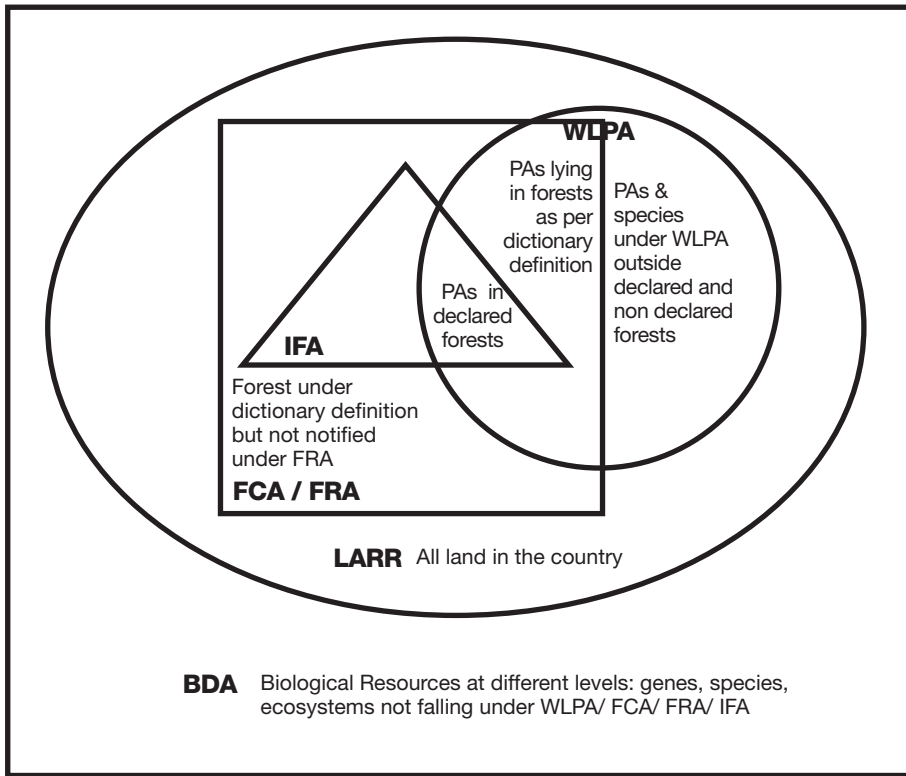 WLPA
PAs lying
in forests
as per
dictionary
definition
PAs &
species
under WLPA
outside
declared and
non declared
forests
PAs in
declared
forests
IFA
Forest under
dictionary definition
but not notified
under FRA
FCA / FRA
LARR All land in the country
BDA Biological Resources at different levels: genes, species,
ecosystems not falling under WLPA/ FCA/ FRA/ IFA